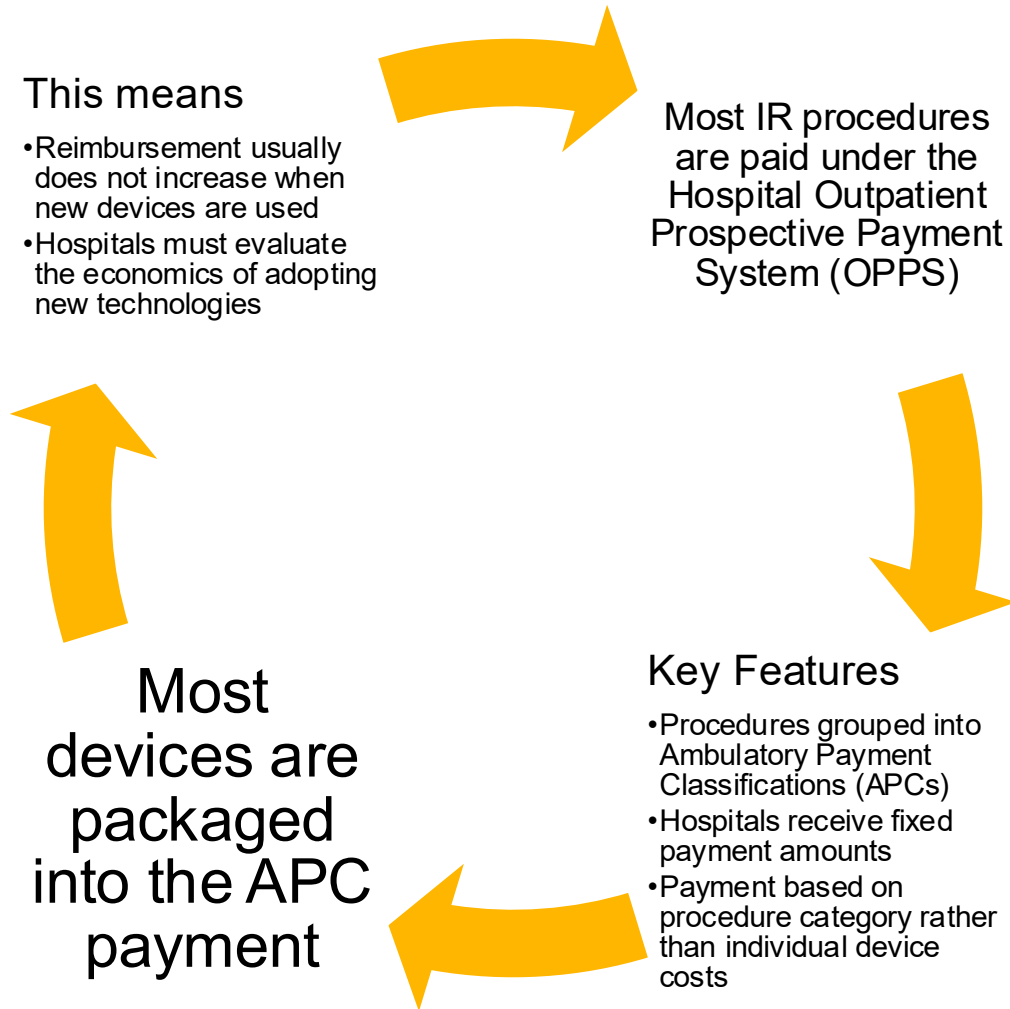 This means
•Reimbursement usually
does not increase when
new devices are used
•Hospitals must evaluate
the economics of adopting
new technologies
Most IR procedures
are paid under the
Hospital Outpatient
Prospective Payment
System (OPPS)
Key Features
•Procedures grouped into
Ambulatory Payment
Classifications (APCs)
•Hospitals receive fixed
payment amounts
•Payment based on
procedure category rather
than individual device
costs
Most
devices are
packaged
into the APC
payment